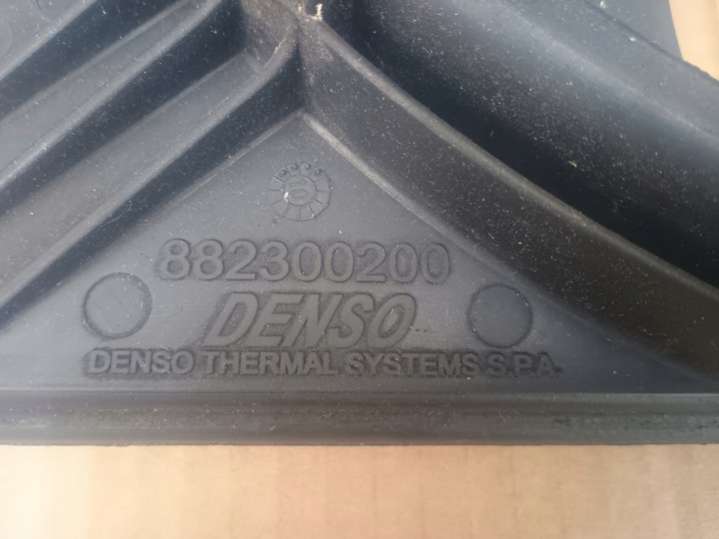 882300200
DENSO
DENSO THERMAL SYSTEMS S.P.A.